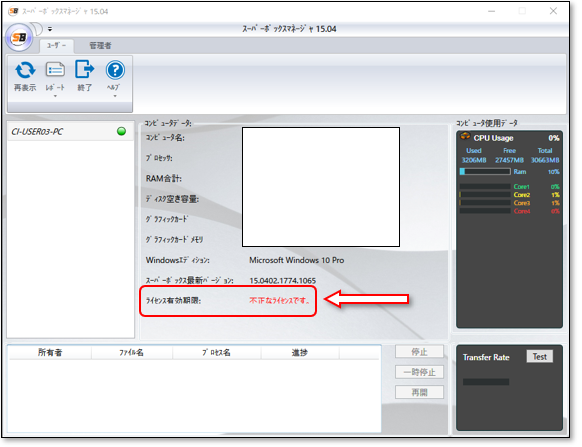 スーパーボックスマネージャ 15.04
SB
スーパーボックスマネージャ 15.04
ユーザー 管理者
再表示 レポート 終了 ヘルプ
CI-USER03-PC
コンピュータデータ:
コンピュータ名:
プロセッサ:
RAM合計:
ディスク空き容量:
グラフィックカード
グラフィックカードメモリ
Windowsエディション: Microsoft Windows 10 Pro
スーパーボックス最新バージョン: 15.0402.1774.1065
ライセンス有効期限: 不正なライセンスです。
コンピュータ使用データ
CPU Usage 0%
Used Free Total
3206MB 27457MB 30663MB
Ram 10%
Core1 0%
Core2 1%
Core3 1%
Core4 0%
所有者 ファイル名 プロセス名 進捗
停止
一時停止
再開
Transfer Rate Test